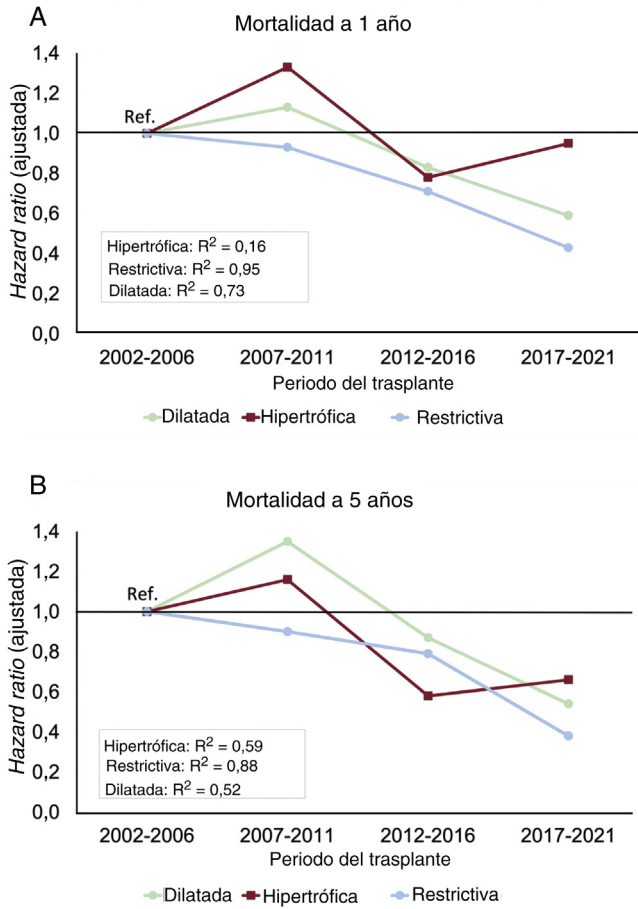 A
Mortalidad a 1 año
Hazard ratio (ajustada)
1,4
1,2
1,0
0,8
0,6
0,4
0,2
0,0
Ref.
Hipertrófica: R² = 0,16
Restrictiva: R² = 0,95
Dilatada: R² = 0,73
2002-2006 2007-2011 2012-2016 2017-2021
Periodo del trasplante
Dilatada Hipertrófica Restrictiva
B
Mortalidad a 5 años
Hazard ratio (ajustada)
1,4
1,2
1,0
0,8
0,6
0,4
0,2
0,0
Ref.
Hipertrófica: R² = 0,59
Restrictiva: R² = 0,88
Dilatada: R² = 0,52
2002-2006 2007-2011 2012-2016 2017-2021
Periodo del trasplante
Dilatada Hipertrófica Restrictiva